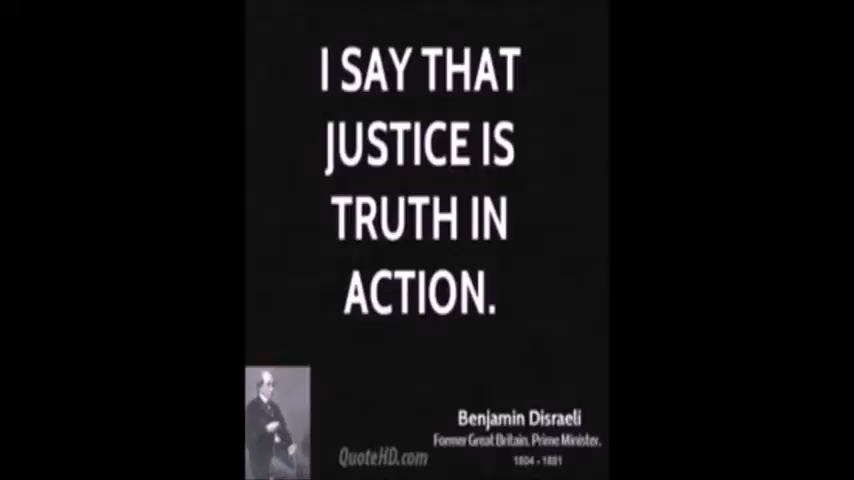 I SAY THAT
JUSTICE IS
TRUTH IN
ACTION.
Benjamin Disraeli
Former Great Britain, Prime Minister.
QuoteHD.com
1804 - 1881